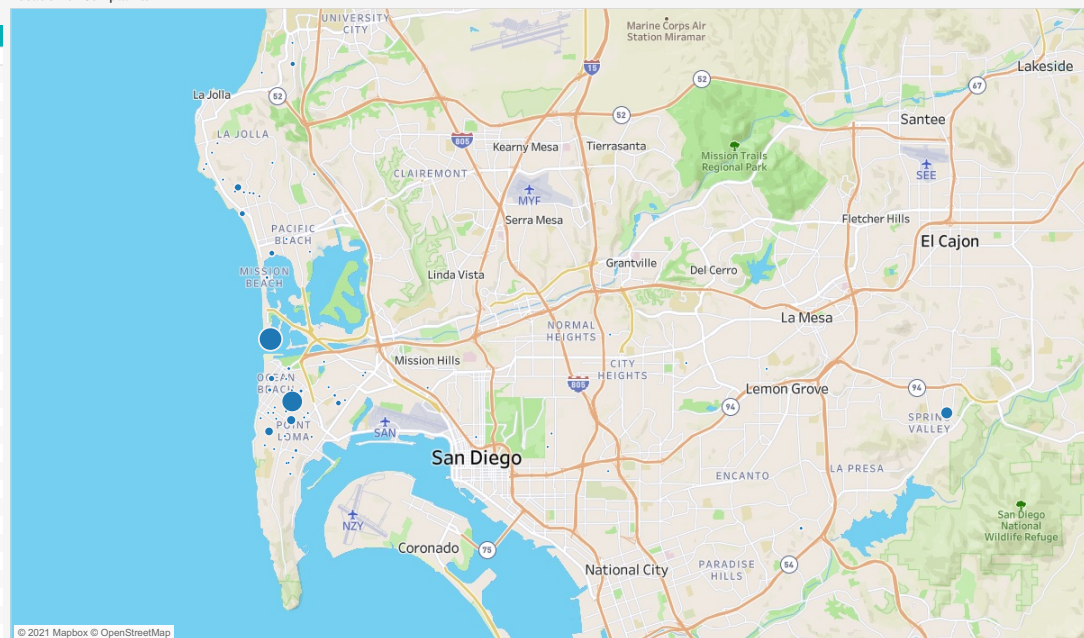 UNIVERSITY
CITY
Marine Corps Air
Station Miramar
15
52
Lakeside
67
La Jolla
52
52
Santee
LA JOLLA
805
Kearny Mesa
Tierrasanta
Mission Trails
Regional Park
SEE
CLAIREMONT
MYF
Serra Mesa
Fletcher Hills
PACIFIC
BEACH
El Cajon
Grantville
Del Cerro
MISSION
BEACH
Linda Vista
La Mesa
NORMAL
HEIGHTS
Mission Hills
CITY
HEIGHTS
OCEAN
BEACH
805
Lemon Grove
94
94
SPRING
VALLEY
POINT
LOMA
SAN
San Diego
LA PRESA
ENCANTO
San Diego
National
Wildlife Refuge
NZY
Coronado
75
National City
PARADISE
HILLS
54
© 2021 Mapbox © OpenStreetMap